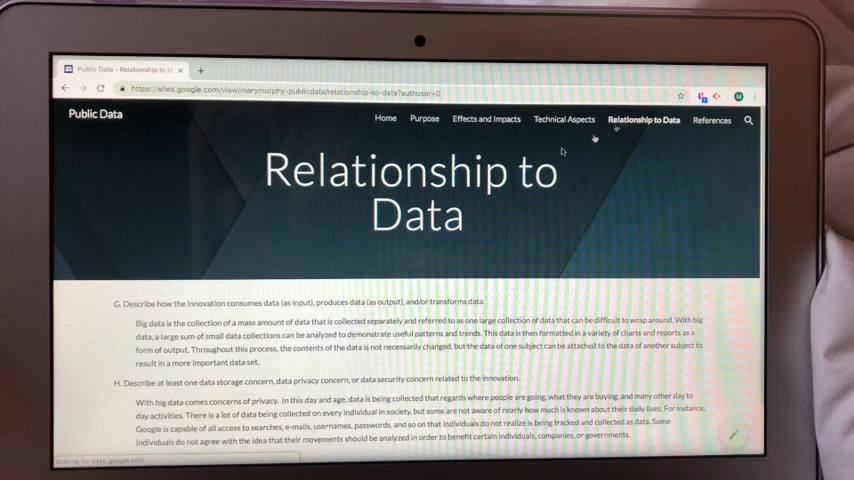 Public Data - Relationship to D
https://sites.google.com/view/marymurphy-publicdata/relationship-to-data?authuser=0
M
Public Data
Home Purpose Effects and Impacts Technical Aspects Relationship to Data References
Relationship to
Data
G. Describe how the innovation consumes data (as input), produces data (as output), and/or transforms data.
Big data is the collection of a mass amount of data that is collected separately and referred to as one large collection of data that can be difficult to wrap around. With big
data, a large sum of small data collections can be analyzed to demonstrate useful patterns and trends. This data is then formatted in a variety of charts and reports as a
form of output. Throughout this process, the contents of the data is not necessarily changed, but the data of one subject can be attached to the data of another subject to
result in a more important data set.
H. Describe at least one data storage concern, data privacy concern, or data security concern related to the innovation.
With big data comes concerns of privacy. In this day and age, data is being collected that regards where people are going, what they are buying, and many other day to
day activities. There is a lot of data being collected on every individual in society, but some are not aware of nearly how much is known about their daily lives. For instance,
Google is capable of all access to searches, e-mails, usernames, passwords, and so on that individuals do not realize is being tracked and collected as data. Some
individuals do not agree with the idea that their movements should be analyzed in order to benefit certain individuals, companies, or governments.
Waiting for sites.google.com...